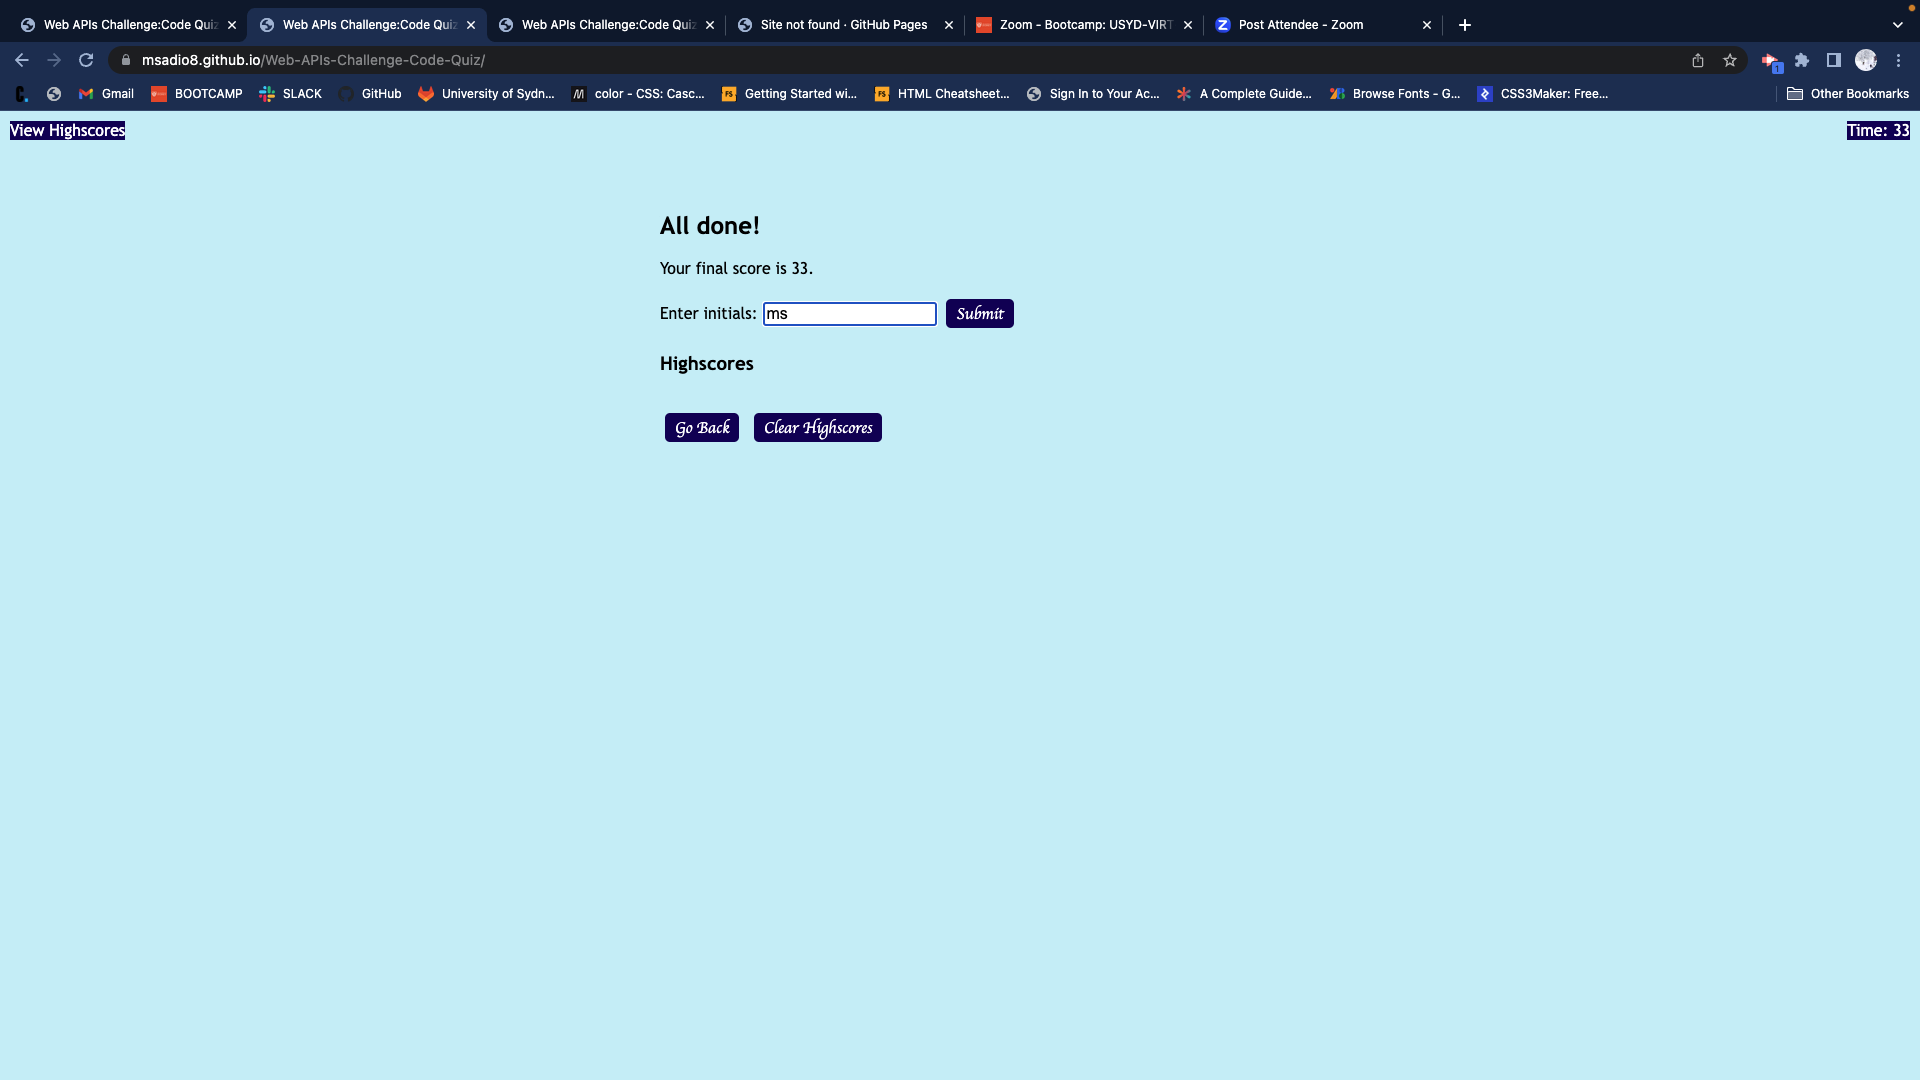 Web APIs Challenge:Code Quiz
Web APIs Challenge:Code Quiz
Web APIs Challenge:Code Quiz
Site not found · GitHub Pages
Zoom - Bootcamp: USYD-VIRT
Post Attendee - Zoom
msadio8.github.io/Web-APIs-Challenge-Code-Quiz/
1
Gmail
BOOTCAMP
SLACK
GitHub
University of Sydn...
color - CSS: Casc...
Getting Started wi...
HTML Cheatsheet...
Sign In to Your Ac...
A Complete Guide...
Browse Fonts - G...
CSS3Maker: Free...
Other Bookmarks
View Highscores
Time: 33
All done!
Your final score is 33.
Enter initials: ms Submit
Highscores
Go Back Clear Highscores